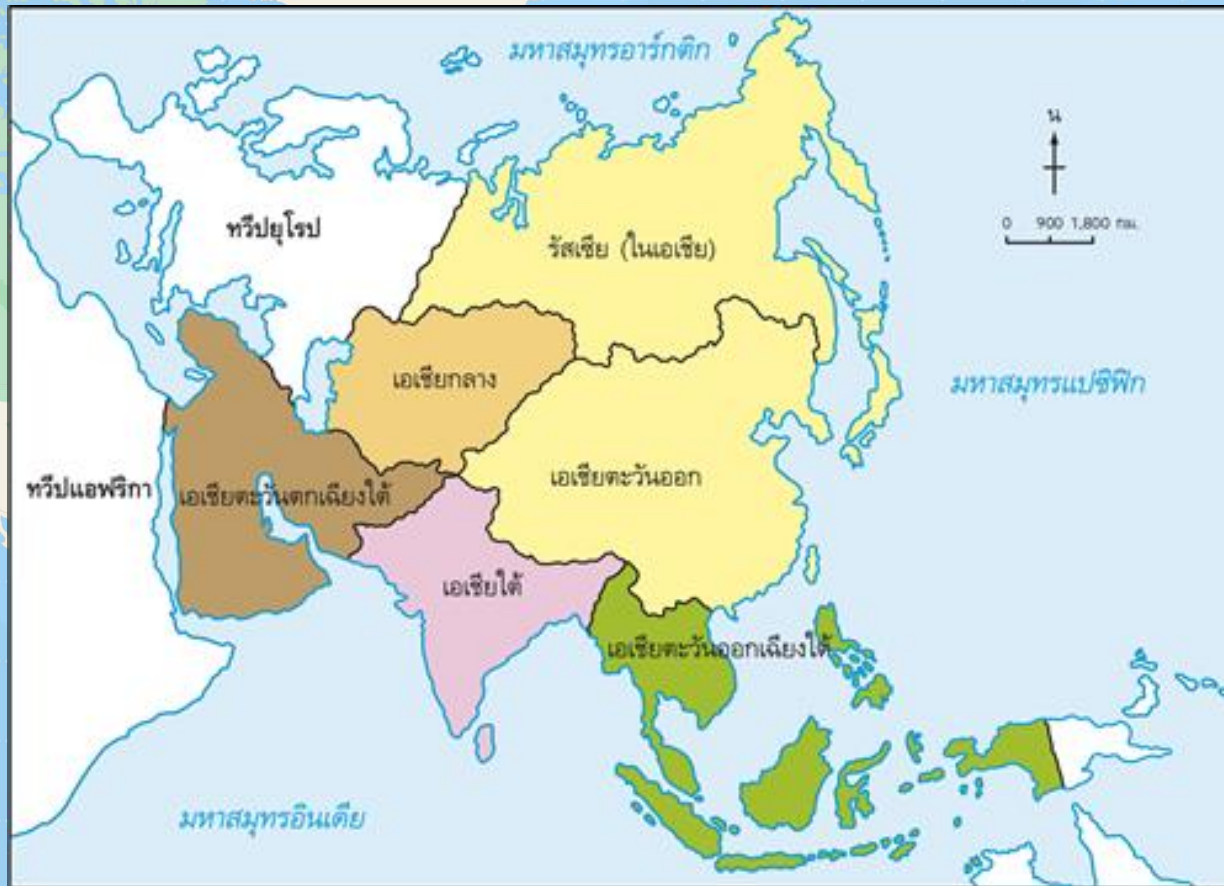 มหาสมุทรอาร์กติก
น
0 900 1,800 กม.
ทวีปยุโรป
รัสเซีย (ในเอเชีย)
เอเชียกลาง
มหาสมุทรแปซิฟิก
ทวีปแอฟริกา
เอเชียตะวันตกเฉียงใต้
เอเชียตะวันออก
เอเชียใต้
เอเชียตะวันออกเฉียงใต้
มหาสมุทรอินเดีย